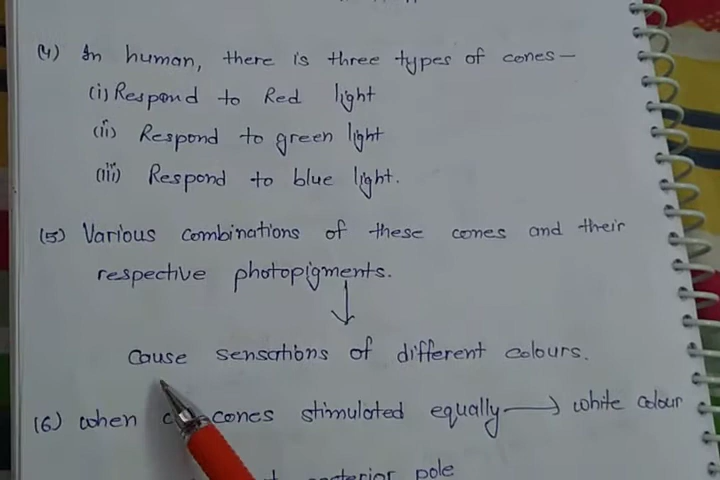 (4) In human, there is three types of cones—
(i) Respond to Red light
(ii) Respond to green light
(iii) Respond to blue light.
(5) Various combinations of these cones and their
respective photopigments.
↓
cause sensations of different colours.
(6) when cones stimulated equally → white colour
posterior pole